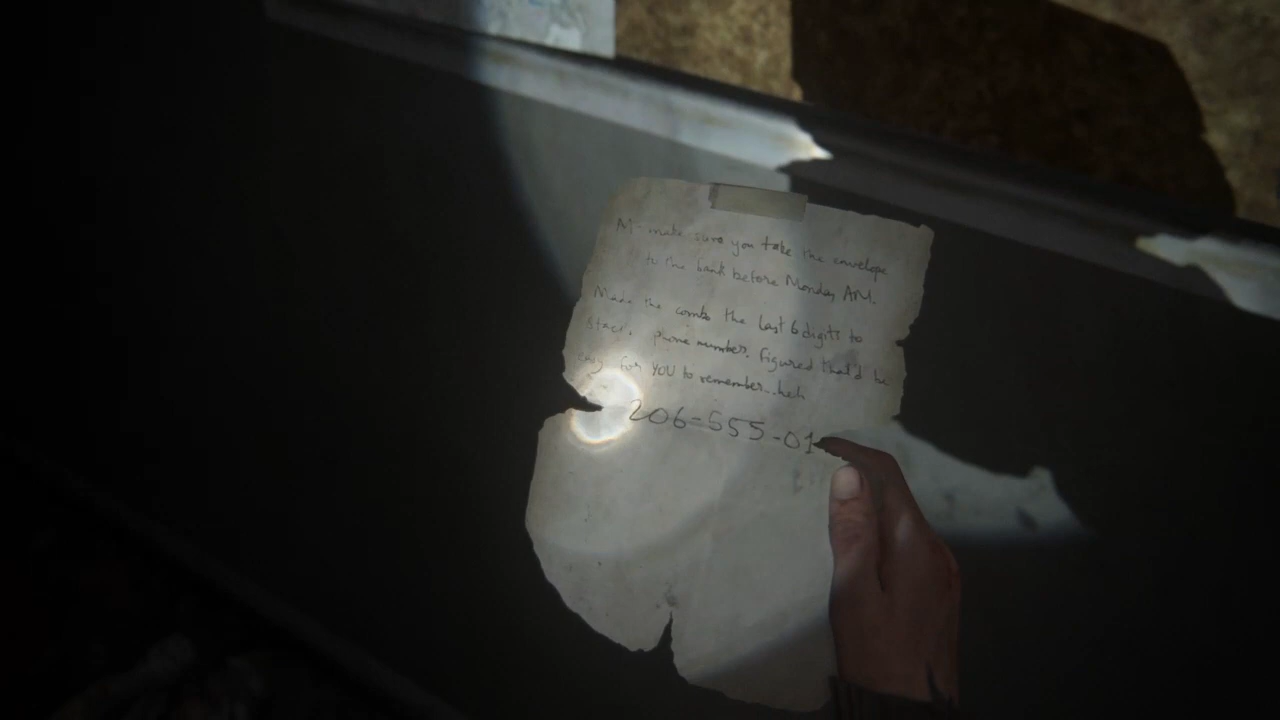 M- make sure you take the envelope
to the bank before Monday AM.
Made the combo the last 6 digits to
Staci's phone number. Figured that'd be
easy for YOU to remember...heh
206-555-01